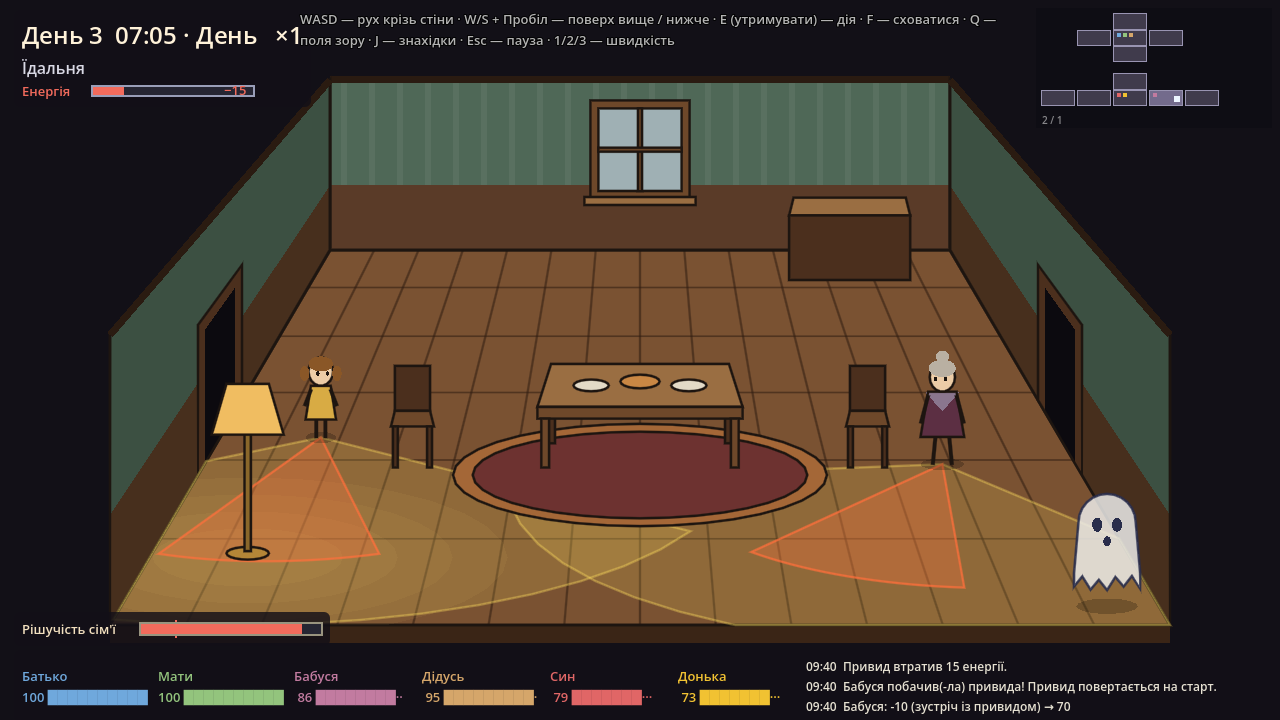 День 3 07:05 · День ×1
WASD — рух крізь стіни · W/S + Пробіл — поверх вище / нижче · E (утримувати) — дія · F — сховатися · Q —
поля зору · J — знахідки · Esc — пауза · 1/2/3 — швидкість
Їдальня
Енергія −15
2 / 1
Рішучість сім'ї
Батько Мати Бабуся Дідусь Син Донька
100 100 86 95 79 73
09:40 Привид втратив 15 енергії.
09:40 Бабуся побачив(-ла) привида! Привид повертається на старт.
09:40 Бабуся: -10 (зустріч із привидом) → 70